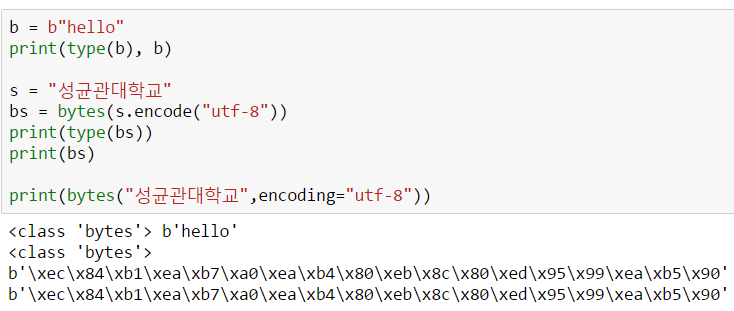 b = b"hello"
print(type(b), b)
s = "성균관대학교"
bs = bytes(s.encode("utf-8"))
print(type(bs))
print(bs)
print(bytes("성균관대학교",encoding="utf-8"))
<class 'bytes'> b'hello'
<class 'bytes'>
b'\xec\x84\xb1\xea\xb7\xa0\xea\xb4\x80\xeb\x8c\x80\xed\x95\x99\xea\xb5\x90'
b'\xec\x84\xb1\xea\xb7\xa0\xea\xb4\x80\xeb\x8c\x80\xed\x95\x99\xea\xb5\x90'